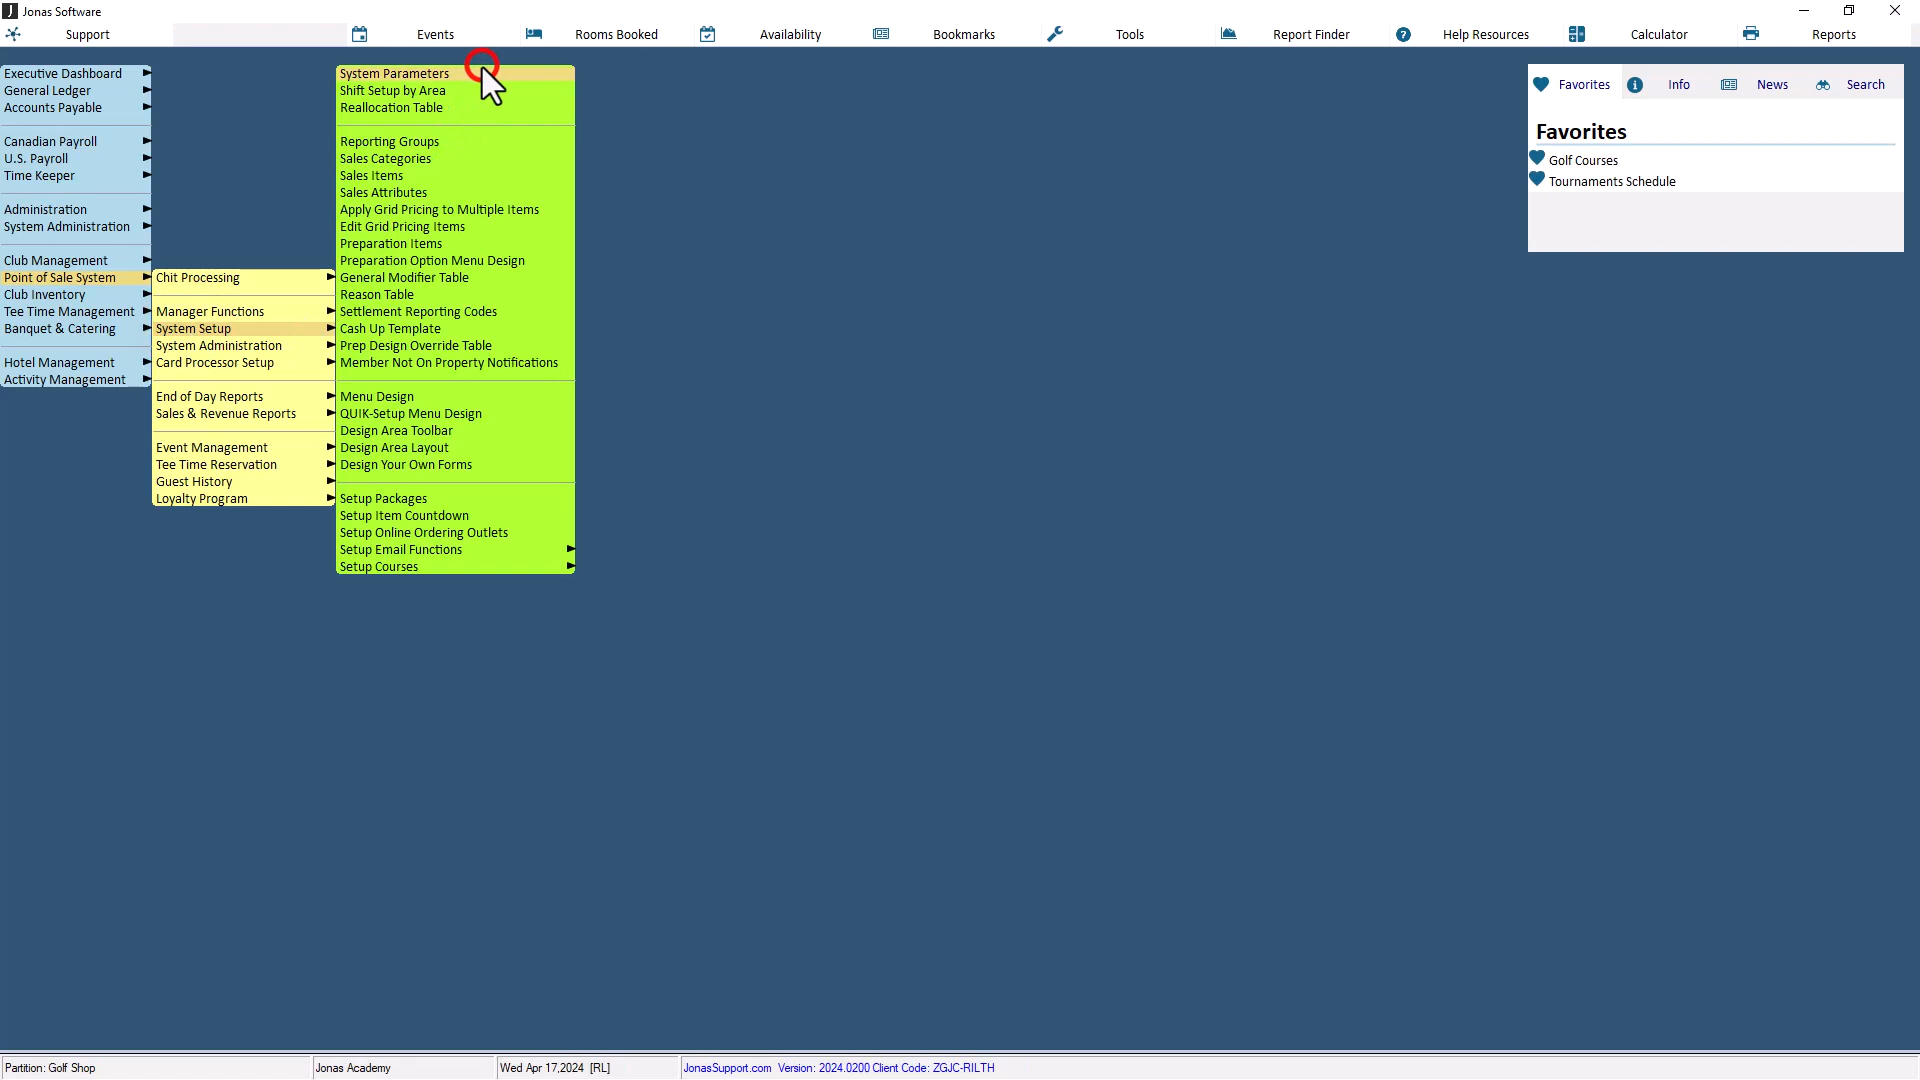 Jonas Software
Support
Events
Rooms Booked
Availability
Bookmarks
Tools
Report Finder
Help Resources
Calculator
Reports
Executive Dashboard
General Ledger
Accounts Payable
Canadian Payroll
U.S. Payroll
Time Keeper
Administration
System Administration
Club Management
Point of Sale System
Club Inventory
Tee Time Management
Banquet & Catering
Hotel Management
Activity Management
Chit Processing
Manager Functions
System Setup
System Administration
Card Processor Setup
End of Day Reports
Sales & Revenue Reports
Event Management
Tee Time Reservation
Guest History
Loyalty Program
System Parameters
Shift Setup by Area
Reallocation Table
Reporting Groups
Sales Categories
Sales Items
Sales Attributes
Apply Grid Pricing to Multiple Items
Edit Grid Pricing Items
Preparation Items
Preparation Option Menu Design
General Modifier Table
Reason Table
Settlement Reporting Codes
Cash Up Template
Prep Design Override Table
Member Not On Property Notifications
Menu Design
QUIK-Setup Menu Design
Design Area Toolbar
Design Area Layout
Design Your Own Forms
Setup Packages
Setup Item Countdown
Setup Online Ordering Outlets
Setup Email Functions
Setup Courses
Favorites
Info
News
Search
Favorites
Golf Courses
Tournaments Schedule
Partition: Golf Shop
Jonas Academy
Wed Apr 17,2024 [RL]
JonasSupport.com Version: 2024.0200 Client Code: ZGJC-RILTH